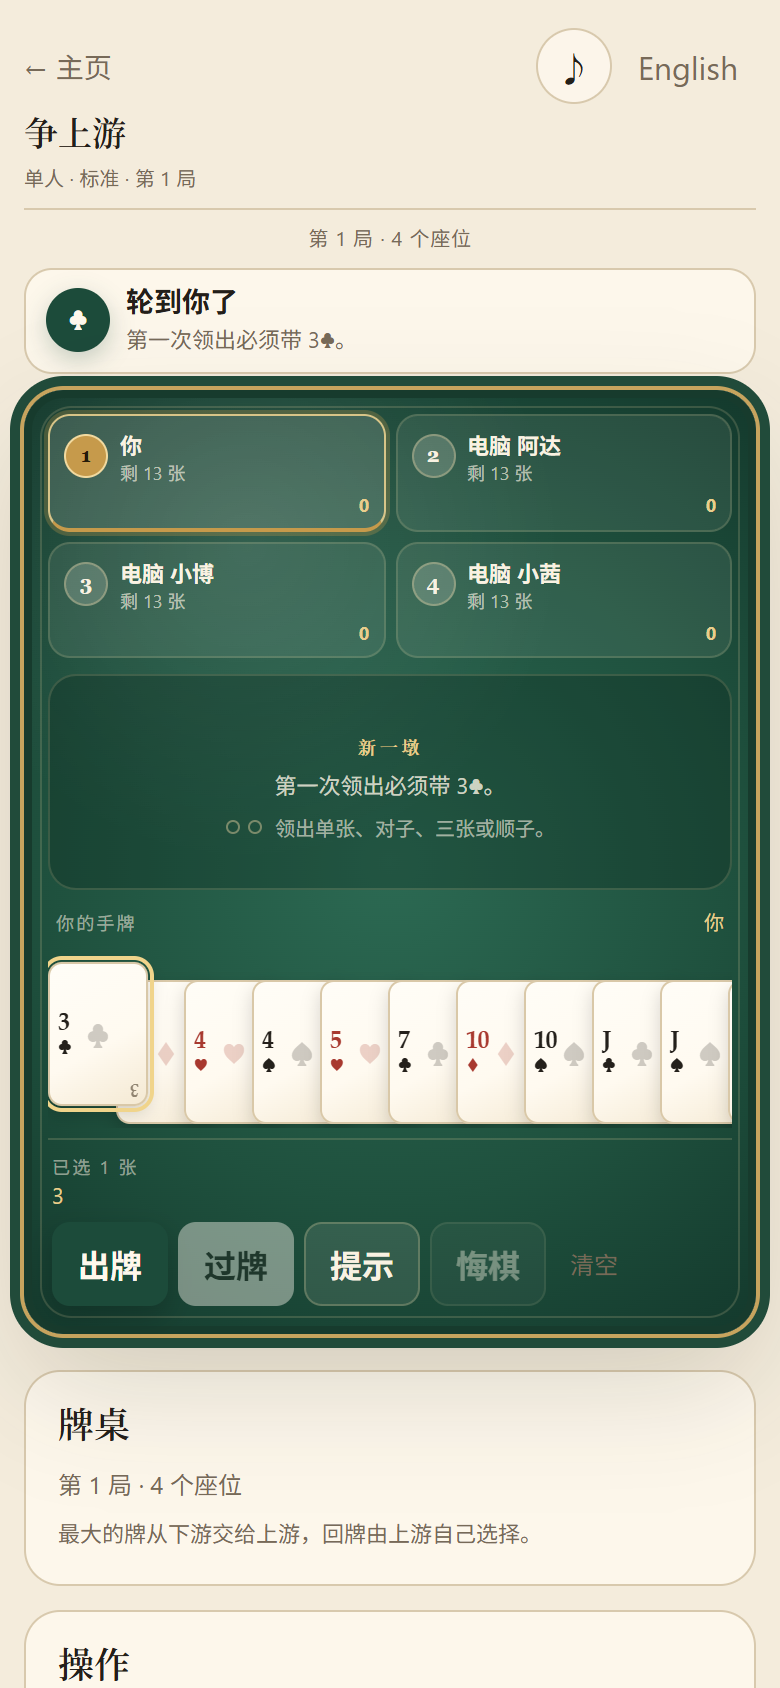 ← 主页
♪ English
争上游
单人 · 标准 · 第 1 局
第 1 局 · 4 个座位
♣ 轮到你了
第一次领出必须带 3♣。
1 你
剩 13 张
0
2 电脑 阿达
剩 13 张
0
3 电脑 小博
剩 13 张
0
4 电脑 小茜
剩 13 张
0
新一墩
第一次领出必须带 3♣。
领出单张、对子、三张或顺子。
你的手牌 你
3♣ 3
4♥
4♠
5♥
7♣
10♦
10♠
J♣
J♠
已选 1 张
3
出牌 过牌 提示 悔棋 清空
牌桌
第 1 局 · 4 个座位
最大的牌从下游交给上游，回牌由上游自己选择。
操作